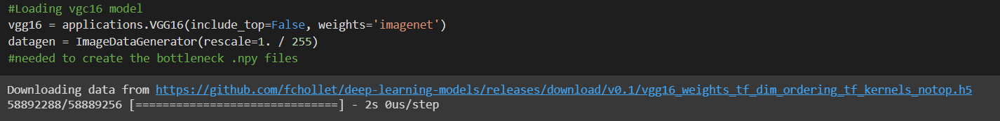 #Loading vgc16 model
vgg16 = applications.VGG16(include_top=False, weights='imagenet')
datagen = ImageDataGenerator(rescale=1. / 255)
#needed to create the bottleneck .npy files
Downloading data from https://github.com/fchollet/deep-learning-models/releases/download/v0.1/vgg16_weights_tf_dim_ordering_tf_kernels_notop.h5
58892288/58889256 [==============================] - 2s 0us/step